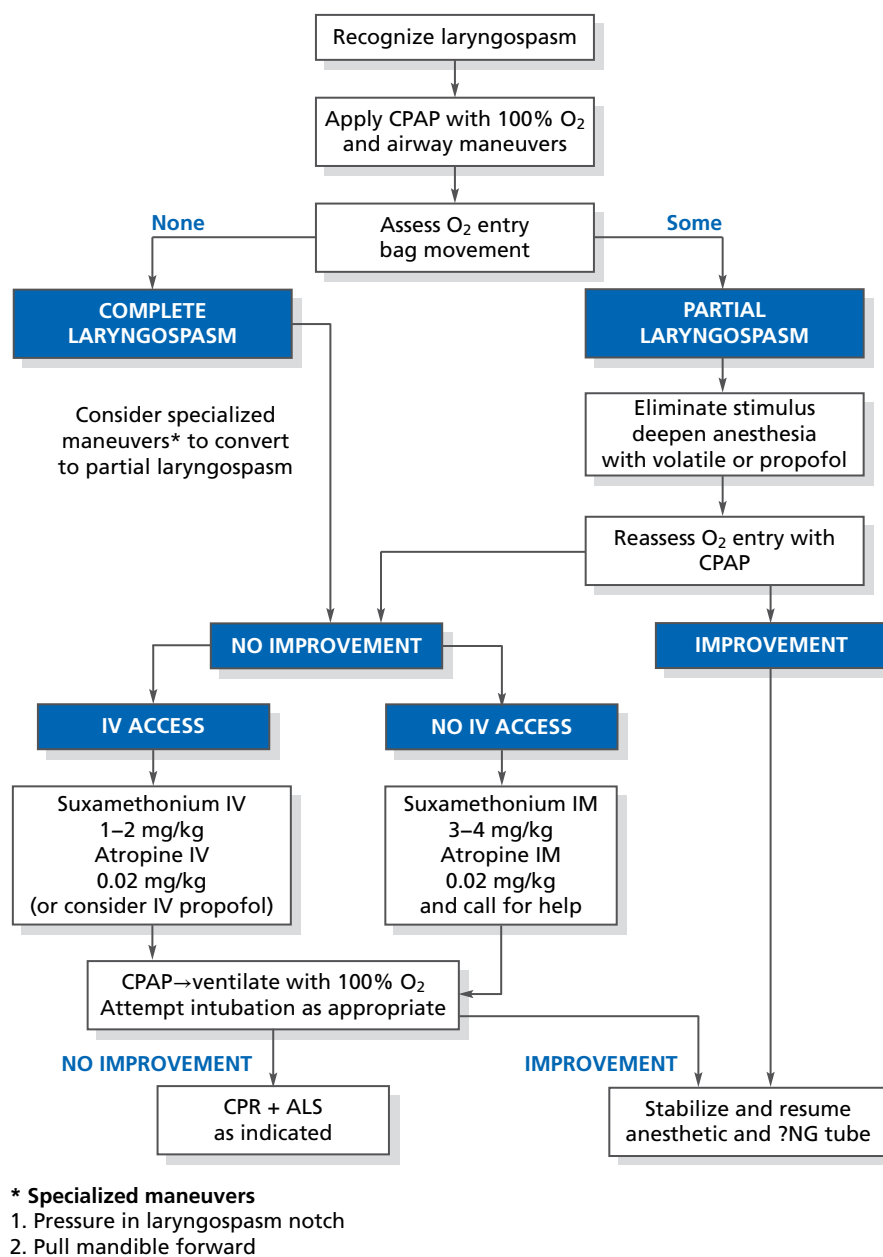 Recognize laryngospasm
Apply CPAP with 100% O₂
and airway maneuvers
None
Assess O₂ entry
bag movement
Some
COMPLETE
LARYNGOSPASM
PARTIAL
LARYNGOSPASM
Consider specialized
maneuvers* to convert
to partial laryngospasm
Eliminate stimulus
deepen anesthesia
with volatile or propofol
Reassess O₂ entry with
CPAP
NO IMPROVEMENT
IMPROVEMENT
IV ACCESS
NO IV ACCESS
Suxamethonium IV
1–2 mg/kg
Atropine IV
0.02 mg/kg
(or consider IV propofol)
Suxamethonium IM
3–4 mg/kg
Atropine IM
0.02 mg/kg
and call for help
CPAP→ventilate with 100% O₂
Attempt intubation as appropriate
NO IMPROVEMENT
IMPROVEMENT
CPR + ALS
as indicated
Stabilize and resume
anesthetic and ?NG tube
* Specialized maneuvers
1. Pressure in laryngospasm notch
2. Pull mandible forward